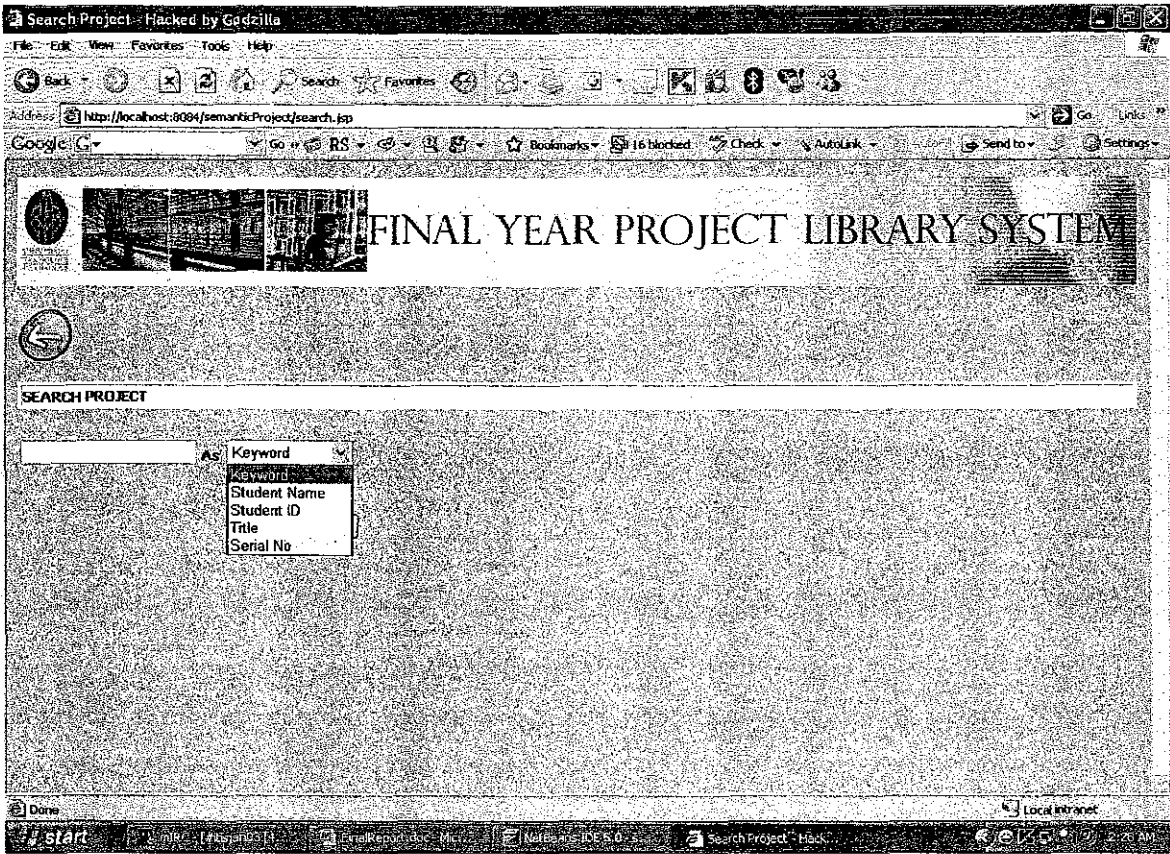 Search Project - Hacked by Godzilla
File Edit View Favorites Tools Help
Back Search Favorites
Address http://localhost:8084/semanticProject/search.jsp Go Links »
Google G Go RS Bookmarks 16 blocked Check AutoLink Send to Settings
FINAL YEAR PROJECT LIBRARY SYSTEM
SEARCH PROJECT
As Keyword
Keyword
Student Name
Student ID
Title
Serial No
Done Local intranet
start FinalReport.doc - Mic... NetBeans IDE 5.0 Search Project - Hack... 2:26 AM